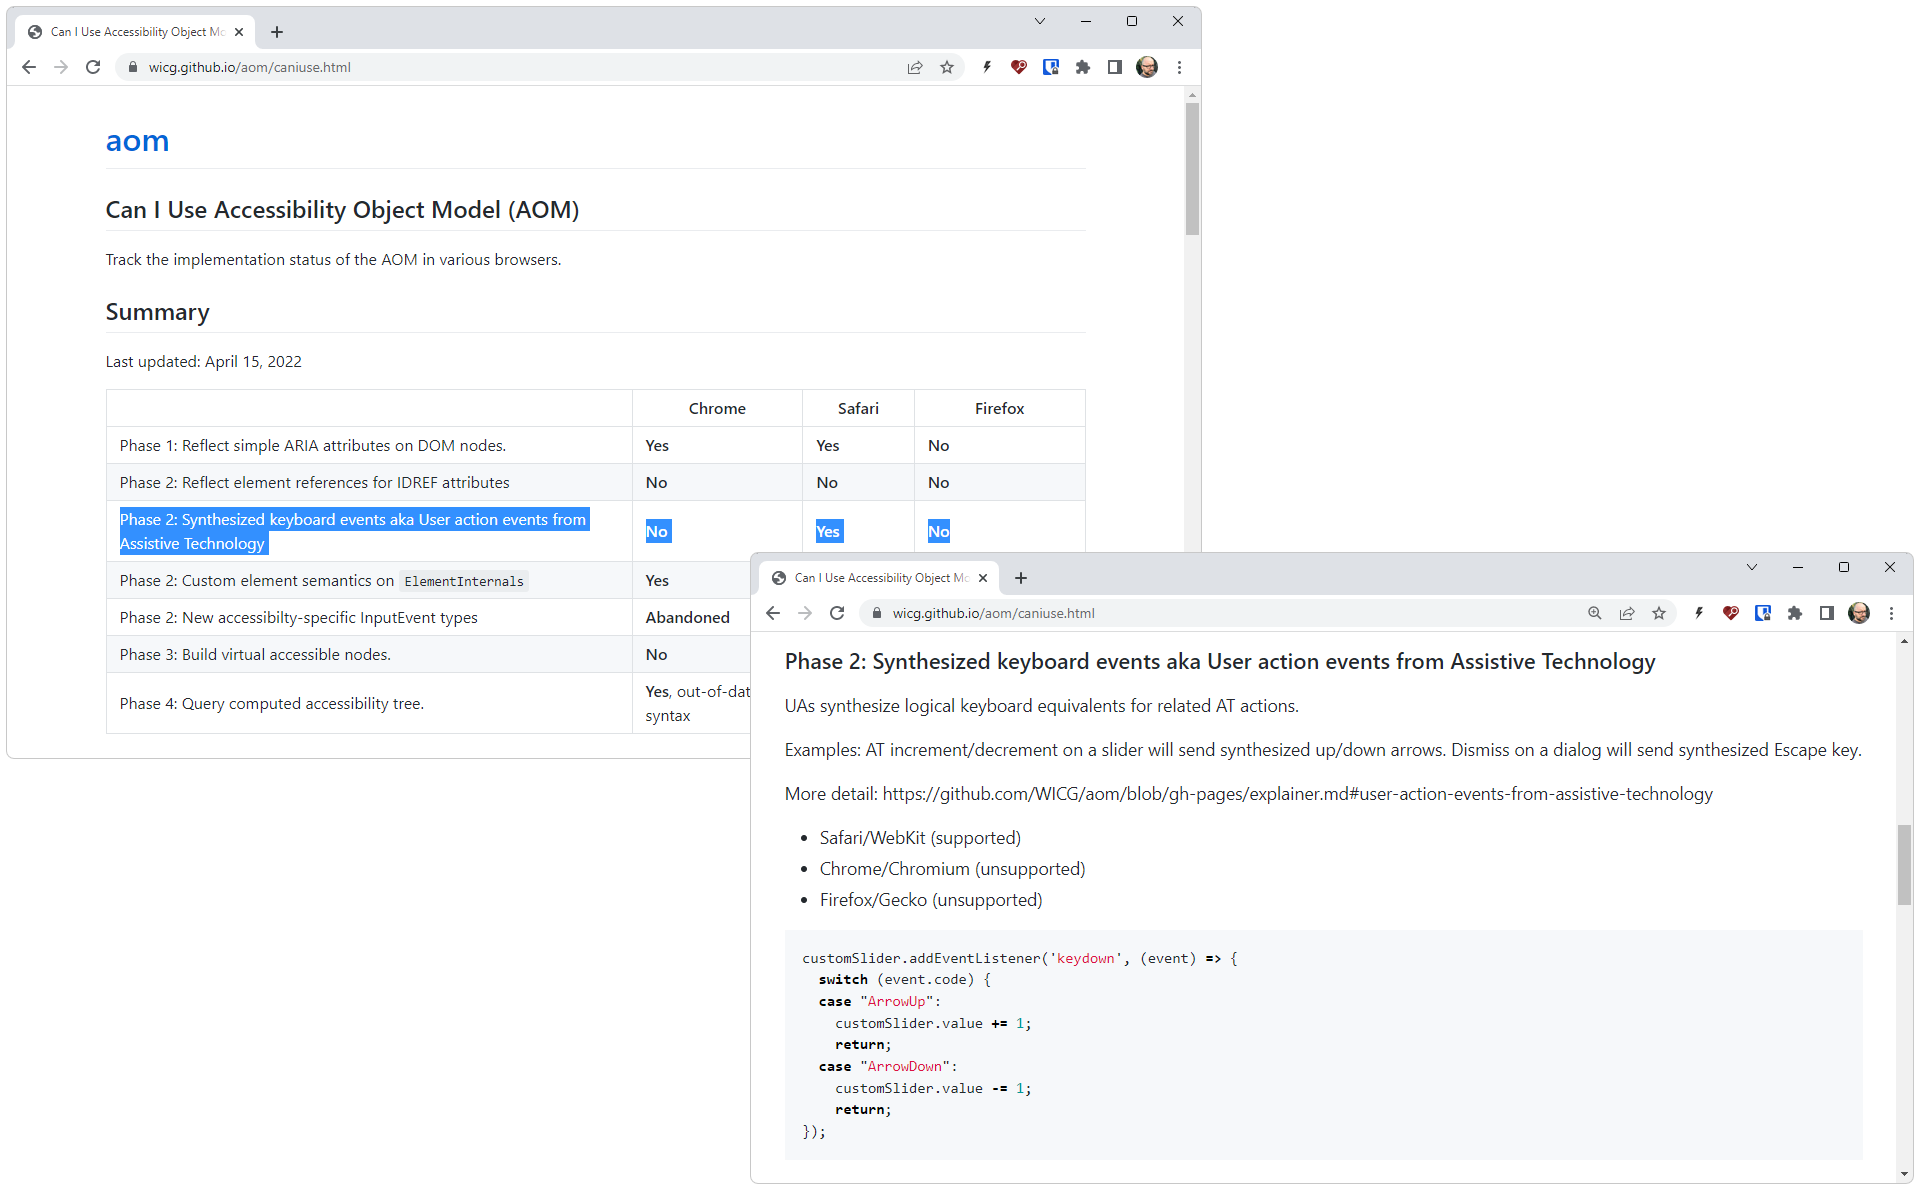 Can I Use Accessibility Object Mo
wicg.github.io/aom/caniuse.html
aom
Can I Use Accessibility Object Model (AOM)
Track the implementation status of the AOM in various browsers.
Summary
Last updated: April 15, 2022
Chrome Safari Firefox
Phase 1: Reflect simple ARIA attributes on DOM nodes. Yes Yes No
Phase 2: Reflect element references for IDREF attributes No No No
Phase 2: Synthesized keyboard events aka User action events from
Assistive Technology No Yes No
Phase 2: Custom element semantics on ElementInternals Yes
Phase 2: New accessibilty-specific InputEvent types Abandoned
Phase 3: Build virtual accessible nodes. No
Phase 4: Query computed accessibility tree. Yes, out-of-dat
syntax
Can I Use Accessibility Object Mo
wicg.github.io/aom/caniuse.html
Phase 2: Synthesized keyboard events aka User action events from Assistive Technology
UAs synthesize logical keyboard equivalents for related AT actions.
Examples: AT increment/decrement on a slider will send synthesized up/down arrows. Dismiss on a dialog will send synthesized Escape key.
More detail: https://github.com/WICG/aom/blob/gh-pages/explainer.md#user-action-events-from-assistive-technology
• Safari/WebKit (supported)
• Chrome/Chromium (unsupported)
• Firefox/Gecko (unsupported)
customSlider.addEventListener('keydown', (event) => {
  switch (event.code) {
  case "ArrowUp":
    customSlider.value += 1;
    return;
  case "ArrowDown":
    customSlider.value -= 1;
    return;
});